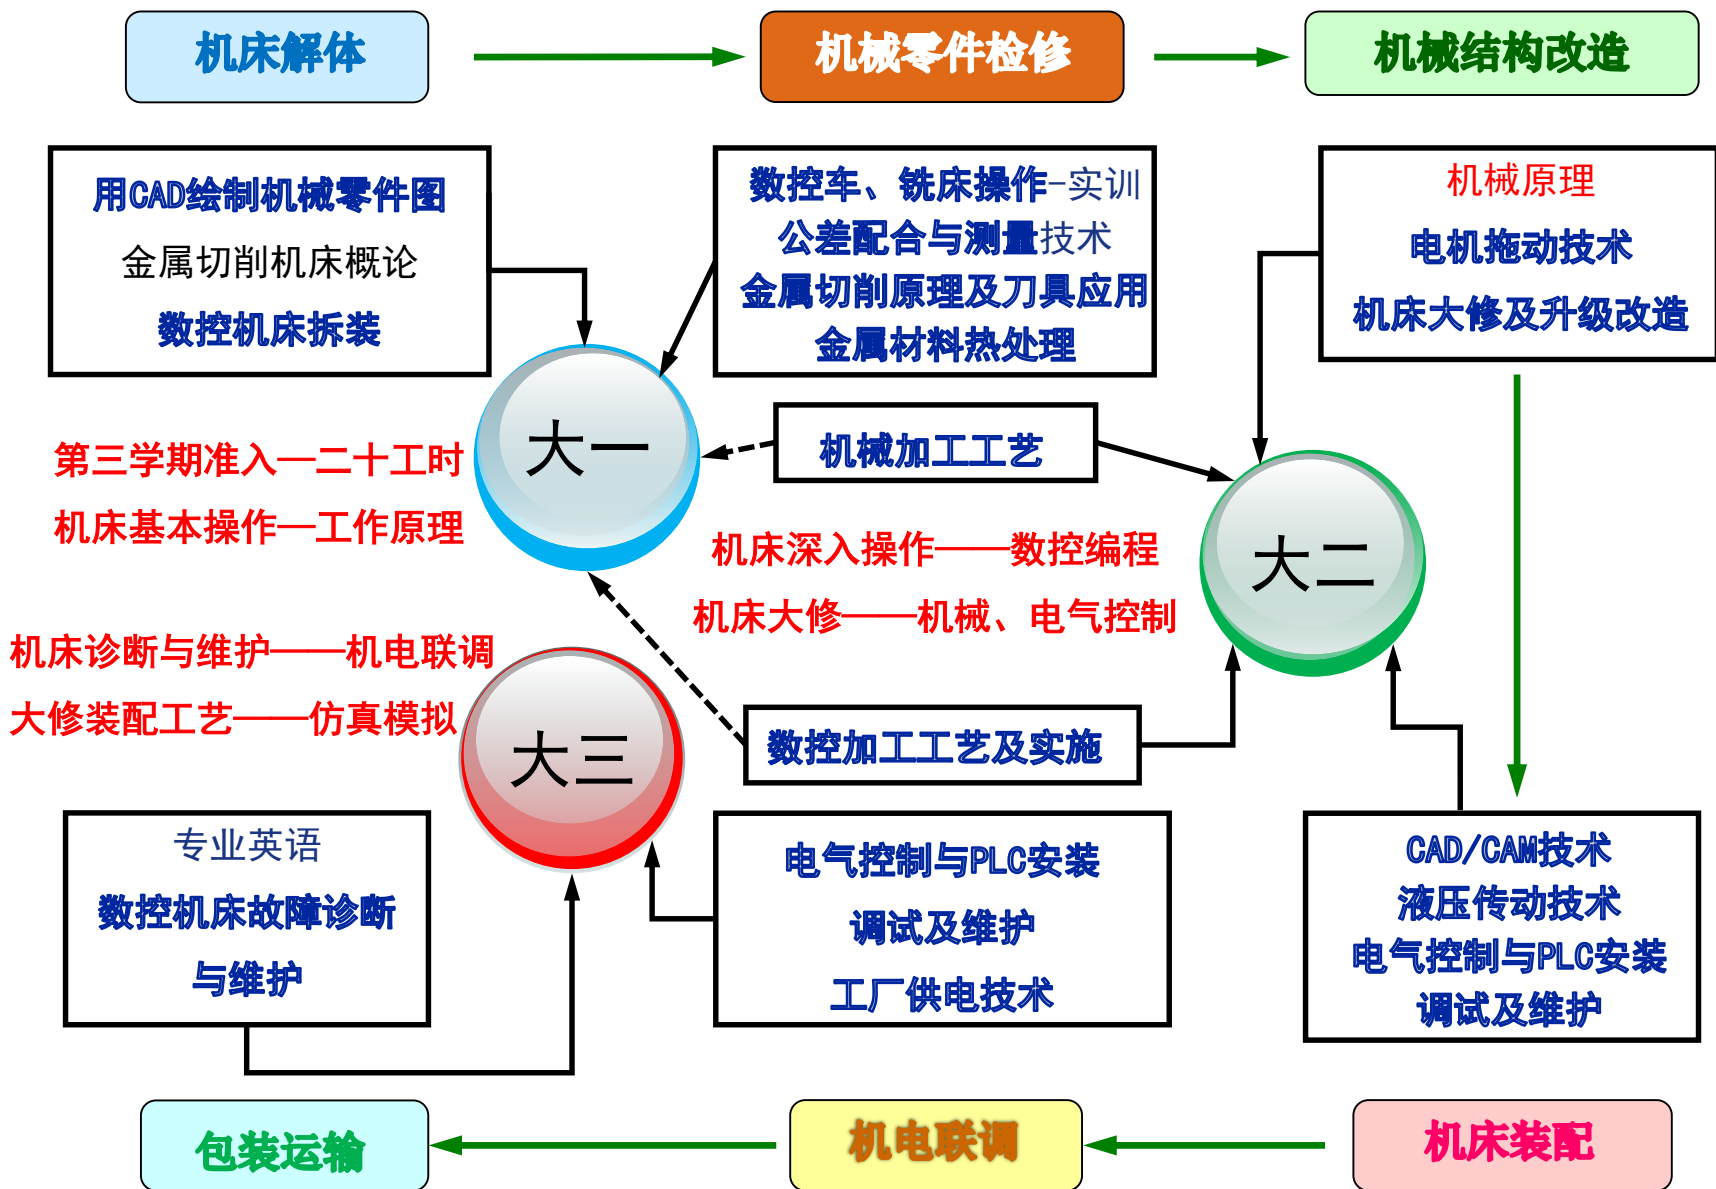 机床解体
机械零件检修
机械结构改造
用CAD绘制机械零件图
金属切削机床概论
数控机床拆装
数控车、铣床操作-实训
公差配合与测量技术
金属切削原理及刀具应用
金属材料热处理
机械原理
电机拖动技术
机床大修及升级改造
大一
机械加工工艺
第三学期准入—二十工时
机床基本操作—工作原理
机床深入操作——数控编程
机床大修——机械、电气控制
大二
机床诊断与维护——机电联调
大修装配工艺——仿真模拟
大三
数控加工工艺及实施
专业英语
数控机床故障诊断
与维护
电气控制与PLC安装
调试及维护
工厂供电技术
CAD/CAM技术
液压传动技术
电气控制与PLC安装
调试及维护
包装运输
机电联调
机床装配